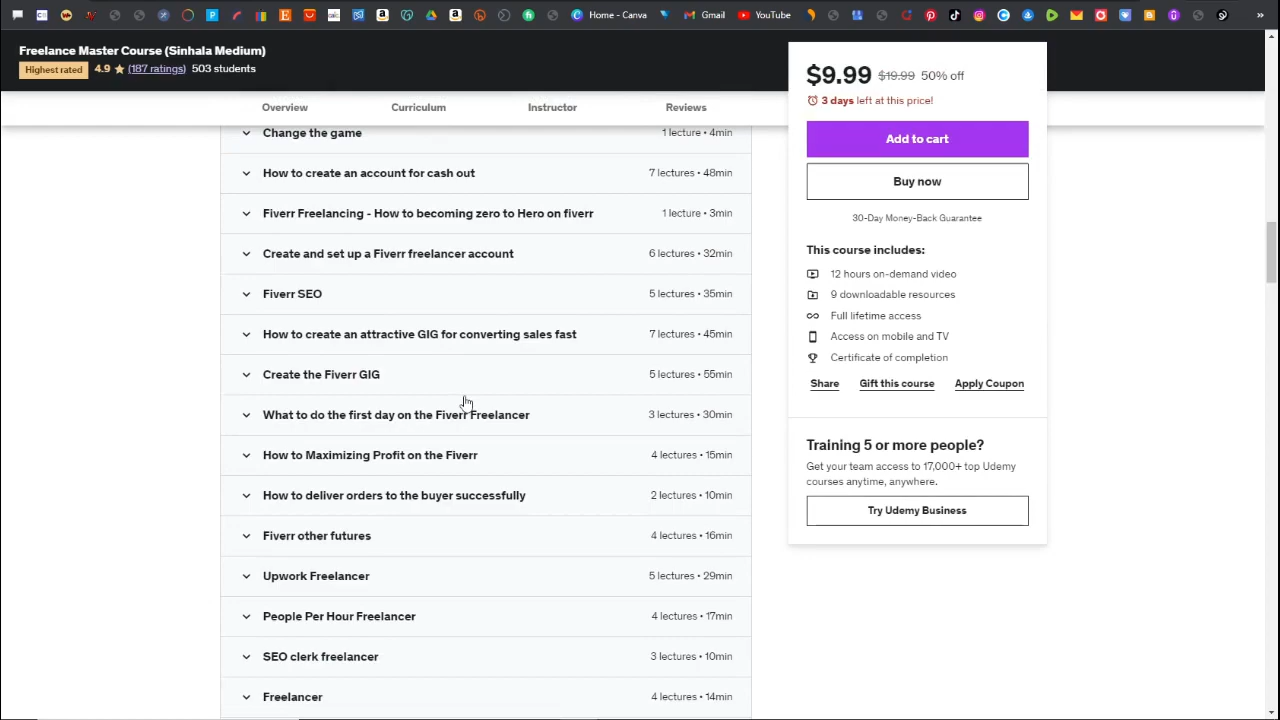 Home - Canva
Gmail
YouTube
»
Freelance Master Course (Sinhala Medium)
Highest rated 4.9 (187 ratings) 503 students
Overview Curriculum Instructor Reviews
Change the game 1 lecture • 4min
How to create an account for cash out 7 lectures • 48min
Fiverr Freelancing - How to becoming zero to Hero on fiverr 1 lecture • 3min
Create and set up a Fiverr freelancer account 6 lectures • 32min
Fiverr SEO 5 lectures • 35min
How to create an attractive GIG for converting sales fast 7 lectures • 45min
Create the Fiverr GIG 5 lectures • 55min
What to do the first day on the Fiverr Freelancer 3 lectures • 30min
How to Maximizing Profit on the Fiverr 4 lectures • 15min
How to deliver orders to the buyer successfully 2 lectures • 10min
Fiverr other futures 4 lectures • 16min
Upwork Freelancer 5 lectures • 29min
People Per Hour Freelancer 4 lectures • 17min
SEO clerk freelancer 3 lectures • 10min
Freelancer 4 lectures • 14min
$9.99 $19.99 50% off
3 days left at this price!
Add to cart
Buy now
30-Day Money-Back Guarantee
This course includes:
12 hours on-demand video
9 downloadable resources
Full lifetime access
Access on mobile and TV
Certificate of completion
Share Gift this course Apply Coupon
Training 5 or more people?
Get your team access to 17,000+ top Udemy
courses anytime, anywhere.
Try Udemy Business